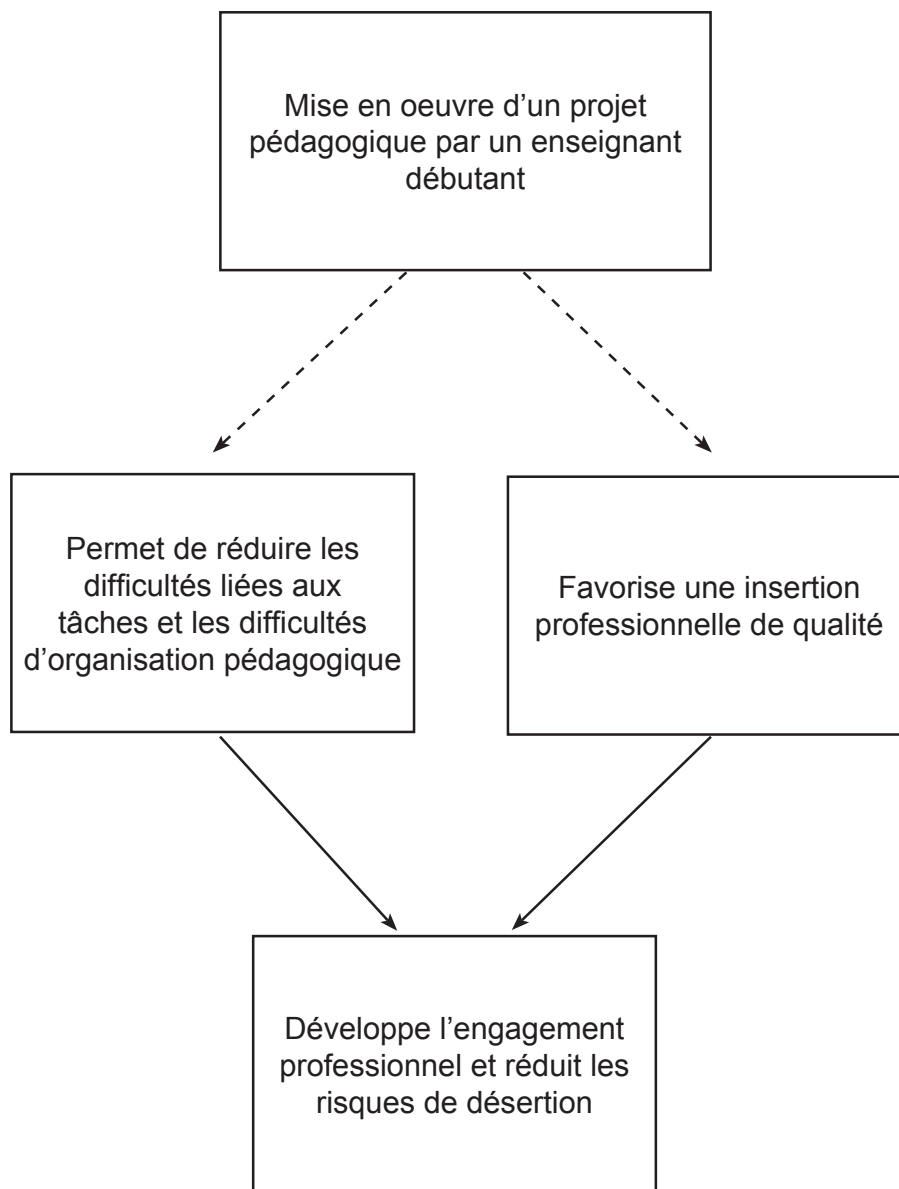 Mise en oeuvre d’un projet
pédagogique par un enseignant
débutant
Permet de réduire les
difficultés liées aux
tâches et les difficultés
d’organisation pédagogique
Favorise une insertion
professionnelle de qualité
Développe l’engagement
professionnel et réduit les
risques de désertion